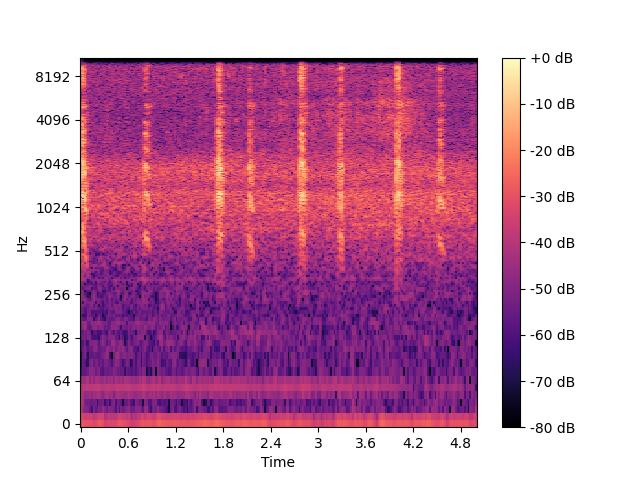 8192
4096
2048
1024
512
256
128
64
0
Hz
0 0.6 1.2 1.8 2.4 3 3.6 4.2 4.8
Time
+0 dB
-10 dB
-20 dB
-30 dB
-40 dB
-50 dB
-60 dB
-70 dB
-80 dB